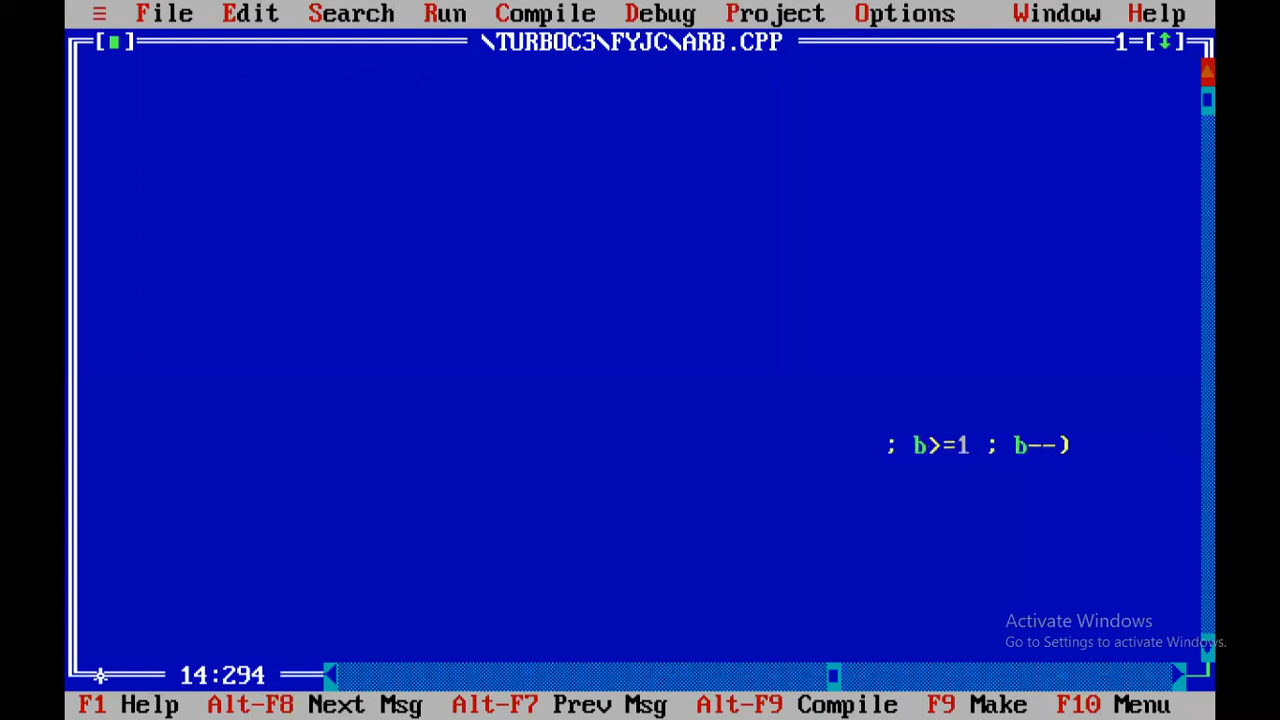 ≡ File Edit Search Run Compile Debug Project Options Window Help
[■] \TURBOC3\FYJC\ARB.CPP 1=[↕]
; b>=1 ; b--)
Activate Windows
Go to Settings to activate Windows.
* 14:294
F1 Help Alt-F8 Next Msg Alt-F7 Prev Msg Alt-F9 Compile F9 Make F10 Menu